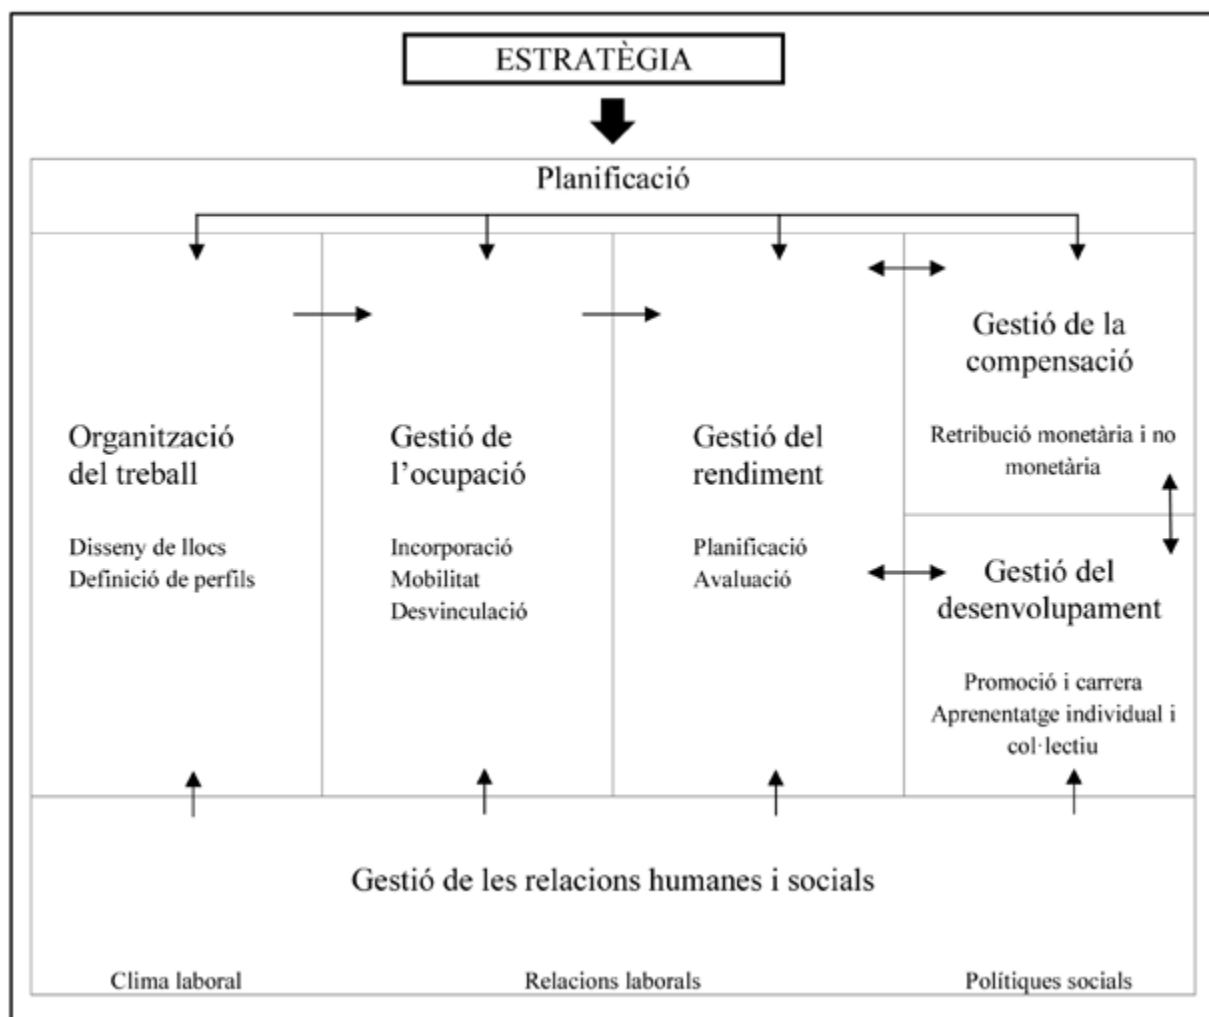 ESTRATÈGIA
Planificació
Organització
del treball
Disseny de llocs
Definició de perfils
Gestió de
l’ocupació
Incorporació
Mobilitat
Desvinculació
Gestió del
rendiment
Planificació
Avaluació
Gestió de la
compensació
Retribució monetària i no
monetària
Gestió del
desenvolupament
Promoció i carrera
Aprenentatge individual i
col·lectiu
Gestió de les relacions humanes i socials
Clima laboral
Relacions laborals
Polítiques socials